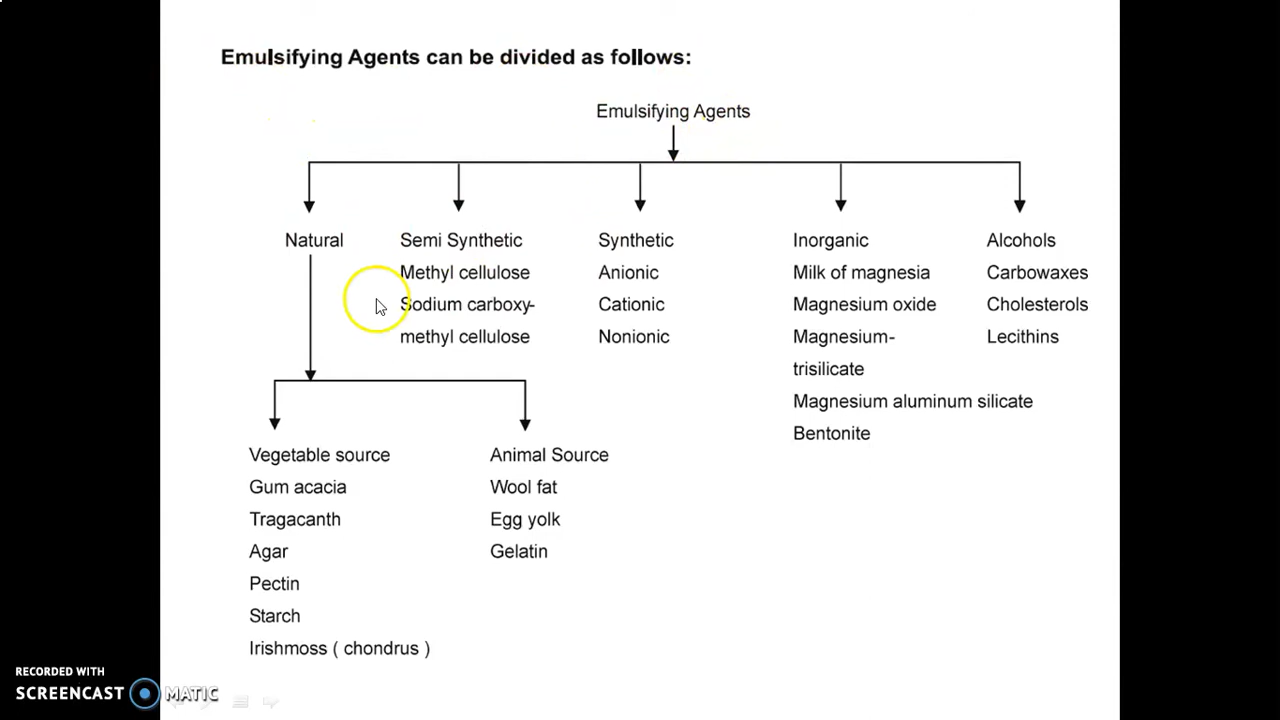 Emulsifying Agents can be divided as follows:
Emulsifying Agents
Natural
Semi Synthetic
Methyl cellulose
Sodium carboxy-
methyl cellulose
Synthetic
Anionic
Cationic
Nonionic
Inorganic
Milk of magnesia
Magnesium oxide
Magnesium-
trisilicate
Magnesium aluminum silicate
Bentonite
Alcohols
Carbowaxes
Cholesterols
Lecithins
Vegetable source
Gum acacia
Tragacanth
Agar
Pectin
Starch
Irishmoss ( chondrus )
Animal Source
Wool fat
Egg yolk
Gelatin
RECORDED WITH
SCREENCAST MATIC